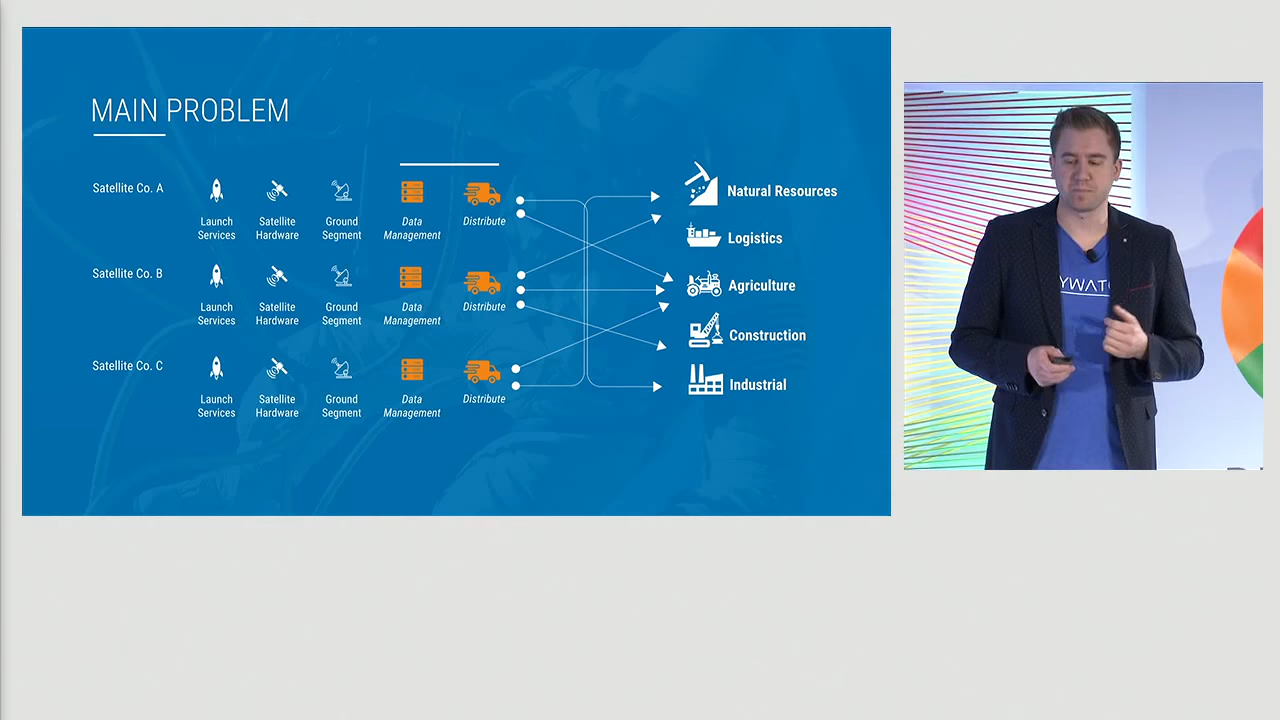 MAIN PROBLEM
Satellite Co. A
Launch
Services
Satellite
Hardware
Ground
Segment
Data
Management
Distribute
Natural Resources
Logistics
Satellite Co. B
Launch
Services
Satellite
Hardware
Ground
Segment
Data
Management
Distribute
Agriculture
Construction
Satellite Co. C
Launch
Services
Satellite
Hardware
Ground
Segment
Data
Management
Distribute
Industrial